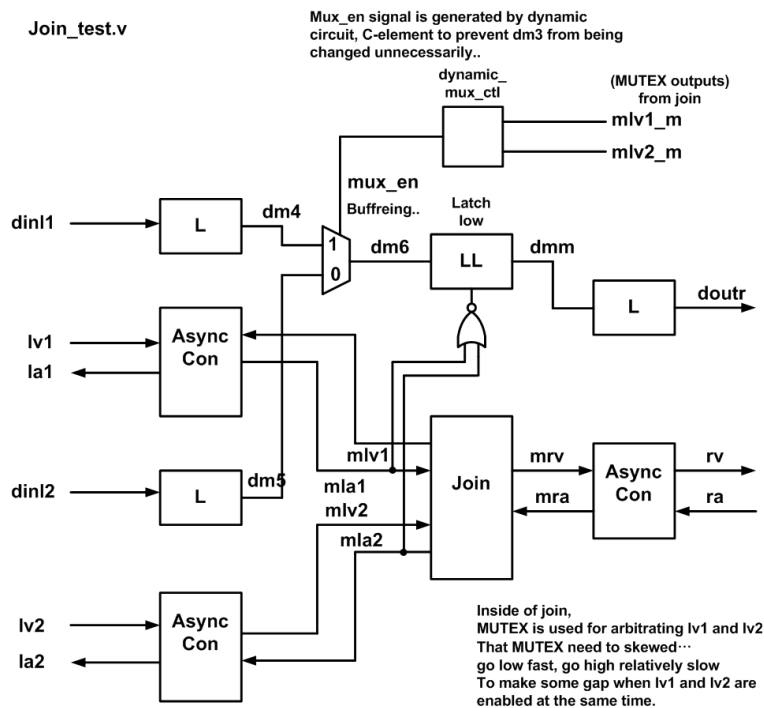 Join_test.v
Mux_en signal is generated by dynamic
circuit, C-element to prevent dm3 from being
changed unnecessarily..
dynamic_
mux_ctl
(MUTEX outputs)
from join
mlv1_m
mlv2_m
mux_en
Buffreing..
Latch
low
dinl1
L
dm4
1
0
dm6
LL
dmm
L
doutr
lv1
la1
Async
Con
mlv1
mla1
dinl2
L
dm5
mlv2
mla2
Join
mrv
mra
Async
Con
rv
ra
lv2
la2
Async
Con
Inside of join,
MUTEX is used for arbitrating lv1 and lv2
That MUTEX need to skewed…
go low fast, go high relatively slow
To make some gap when lv1 and lv2 are
enabled at the same time.